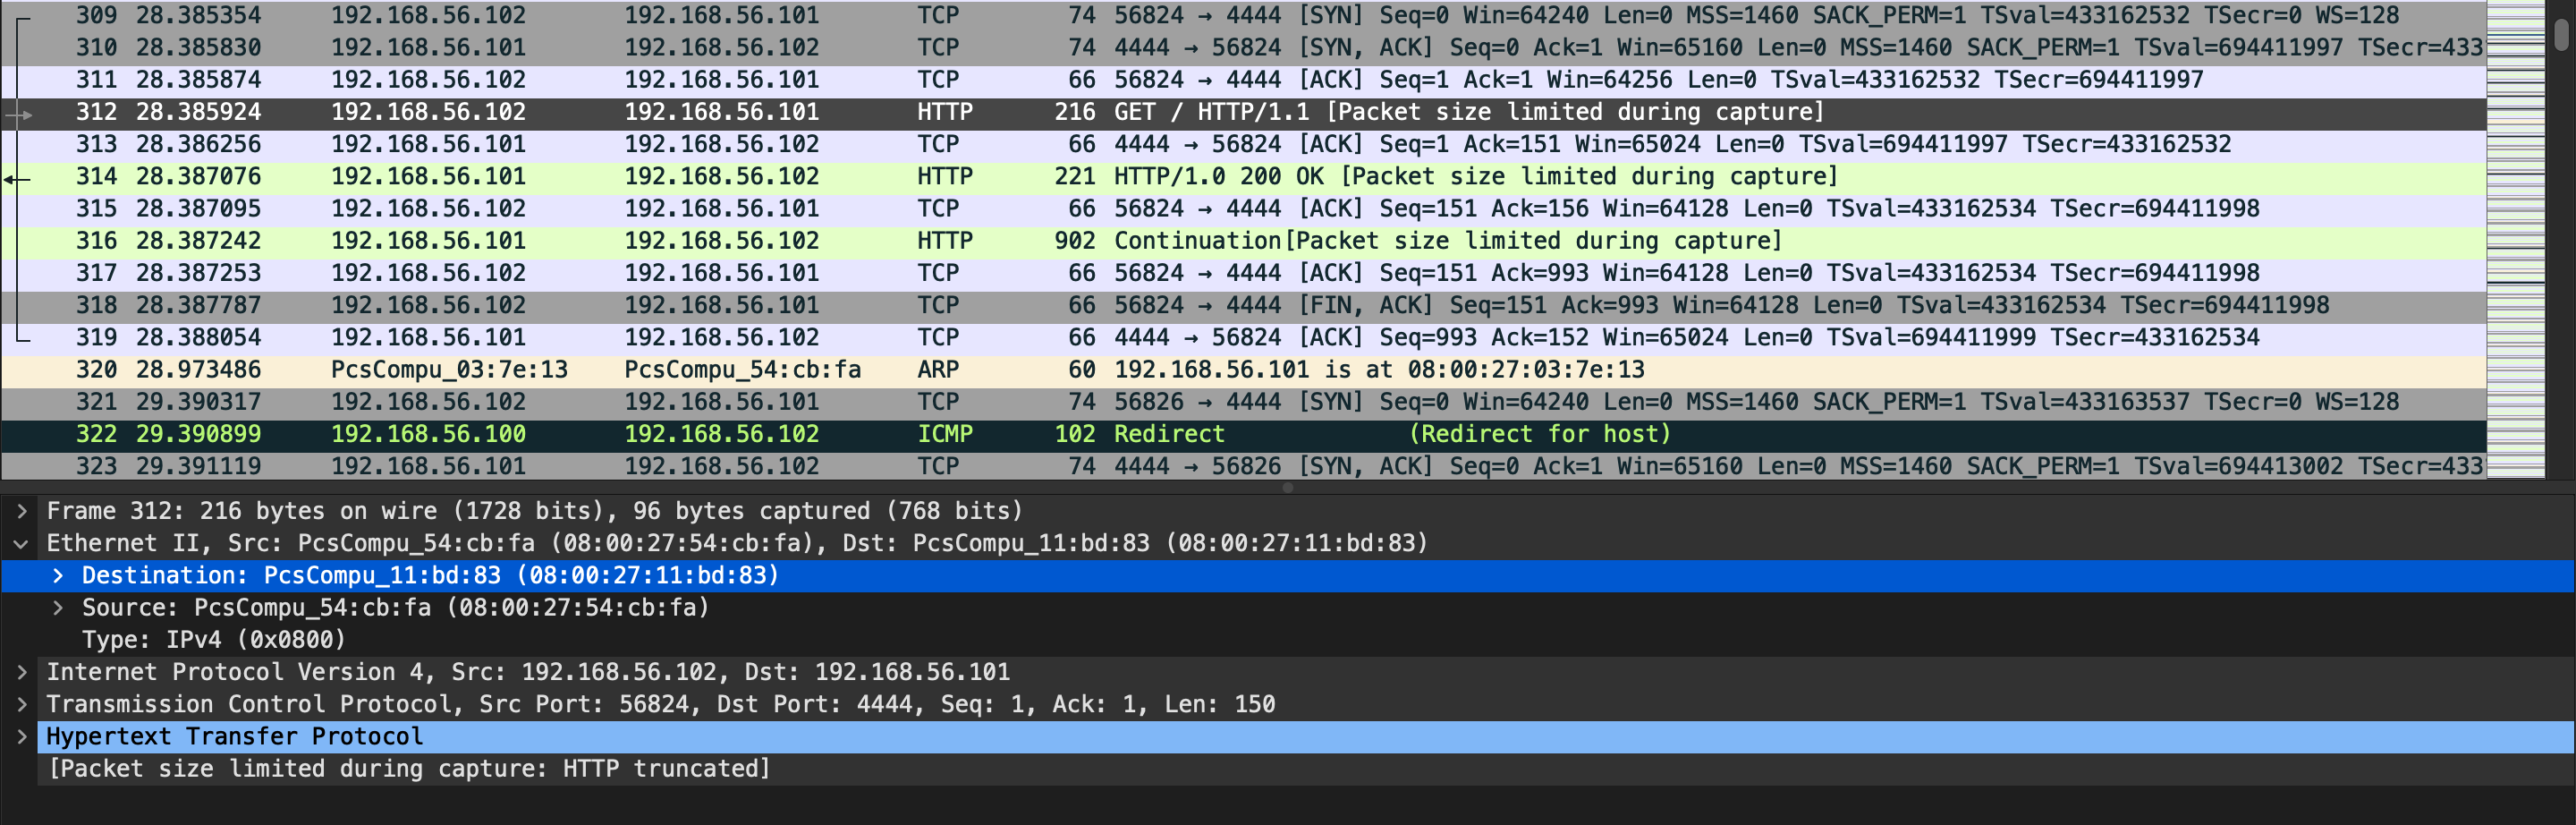 309 28.385354 192.168.56.102 192.168.56.101 TCP 74 56824 → 4444 [SYN] Seq=0 Win=64240 Len=0 MSS=1460 SACK_PERM=1 TSval=433162532 TSecr=0 WS=128
310 28.385830 192.168.56.101 192.168.56.102 TCP 74 4444 → 56824 [SYN, ACK] Seq=0 Ack=1 Win=65160 Len=0 MSS=1460 SACK_PERM=1 TSval=694411997 TSecr=433
311 28.385874 192.168.56.102 192.168.56.101 TCP 66 56824 → 4444 [ACK] Seq=1 Ack=1 Win=64256 Len=0 TSval=433162532 TSecr=694411997
312 28.385924 192.168.56.102 192.168.56.101 HTTP 216 GET / HTTP/1.1 [Packet size limited during capture]
313 28.386256 192.168.56.101 192.168.56.102 TCP 66 4444 → 56824 [ACK] Seq=1 Ack=151 Win=65024 Len=0 TSval=694411997 TSecr=433162532
314 28.387076 192.168.56.101 192.168.56.102 HTTP 221 HTTP/1.0 200 OK [Packet size limited during capture]
315 28.387095 192.168.56.102 192.168.56.101 TCP 66 56824 → 4444 [ACK] Seq=151 Ack=156 Win=64128 Len=0 TSval=433162534 TSecr=694411998
316 28.387242 192.168.56.101 192.168.56.102 HTTP 902 Continuation[Packet size limited during capture]
317 28.387253 192.168.56.102 192.168.56.101 TCP 66 56824 → 4444 [ACK] Seq=151 Ack=993 Win=64128 Len=0 TSval=433162534 TSecr=694411998
318 28.387787 192.168.56.102 192.168.56.101 TCP 66 56824 → 4444 [FIN, ACK] Seq=151 Ack=993 Win=64128 Len=0 TSval=433162534 TSecr=694411998
319 28.388054 192.168.56.101 192.168.56.102 TCP 66 4444 → 56824 [ACK] Seq=993 Ack=152 Win=65024 Len=0 TSval=694411999 TSecr=433162534
320 28.973486 PcsCompu_03:7e:13 PcsCompu_54:cb:fa ARP 60 192.168.56.101 is at 08:00:27:03:7e:13
321 29.390317 192.168.56.102 192.168.56.101 TCP 74 56826 → 4444 [SYN] Seq=0 Win=64240 Len=0 MSS=1460 SACK_PERM=1 TSval=433163537 TSecr=0 WS=128
322 29.390899 192.168.56.100 192.168.56.102 ICMP 102 Redirect (Redirect for host)
323 29.391119 192.168.56.101 192.168.56.102 TCP 74 4444 → 56826 [SYN, ACK] Seq=0 Ack=1 Win=65160 Len=0 MSS=1460 SACK_PERM=1 TSval=694413002 TSecr=433
Frame 312: 216 bytes on wire (1728 bits), 96 bytes captured (768 bits)
Ethernet II, Src: PcsCompu_54:cb:fa (08:00:27:54:cb:fa), Dst: PcsCompu_11:bd:83 (08:00:27:11:bd:83)
Destination: PcsCompu_11:bd:83 (08:00:27:11:bd:83)
Source: PcsCompu_54:cb:fa (08:00:27:54:cb:fa)
Type: IPv4 (0x0800)
Internet Protocol Version 4, Src: 192.168.56.102, Dst: 192.168.56.101
Transmission Control Protocol, Src Port: 56824, Dst Port: 4444, Seq: 1, Ack: 1, Len: 150
Hypertext Transfer Protocol
[Packet size limited during capture: HTTP truncated]